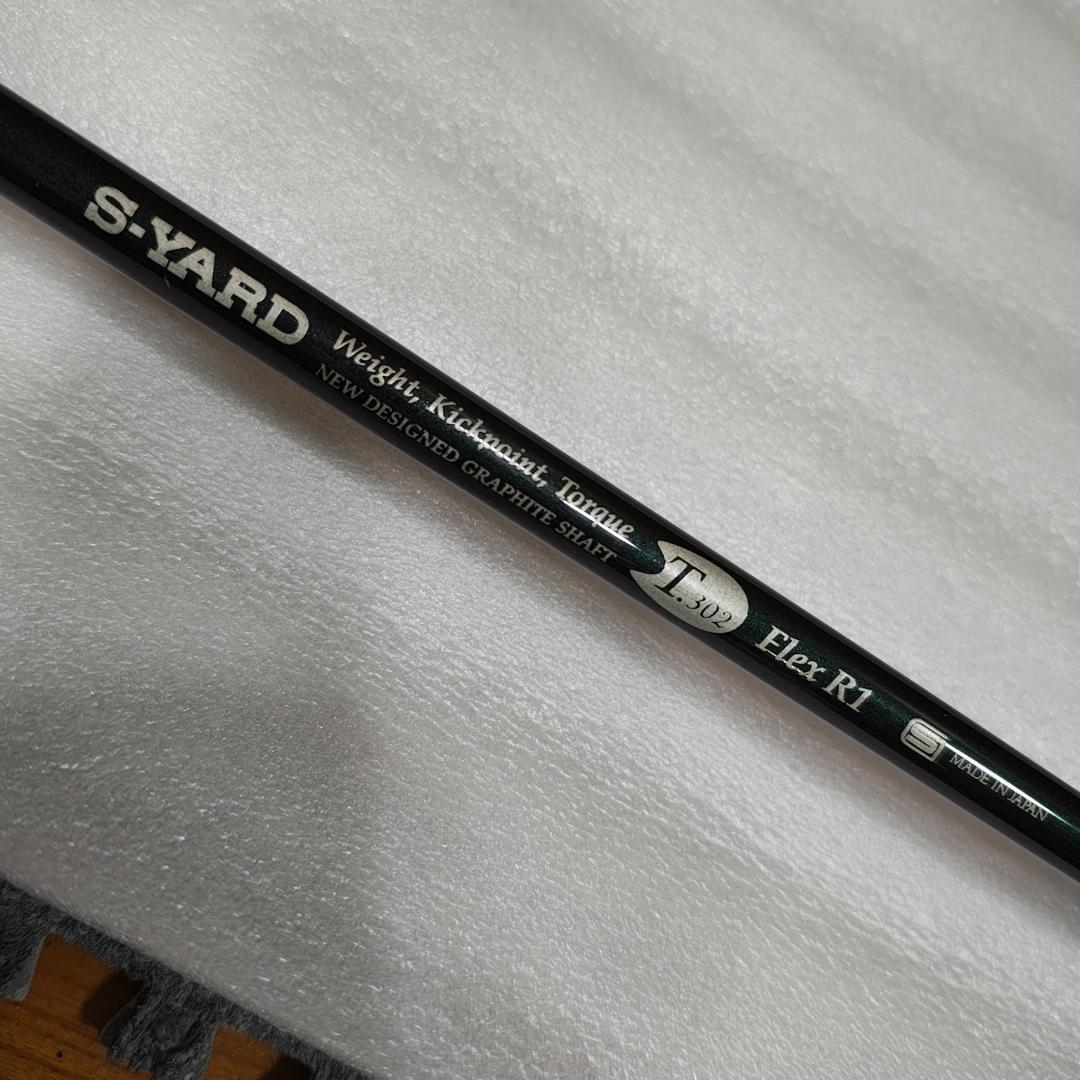 S-YARD
Weight, Kickpoint, Torque
NEW DESIGNED GRAPHITE SHAFT
T.302
Flex R1
S
MADE IN JAPAN